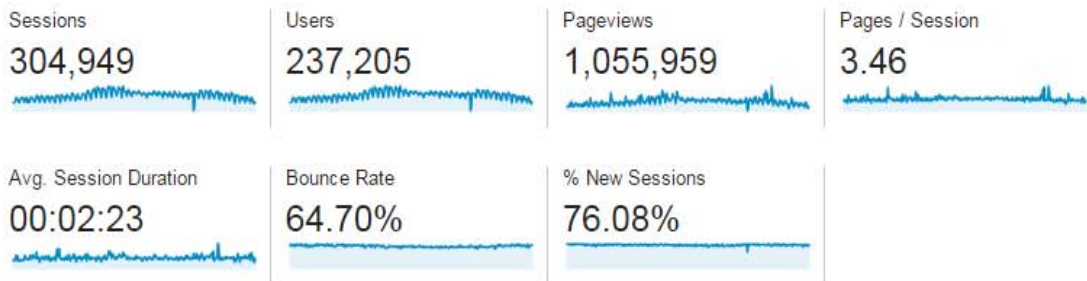 Sessions
304,949
Users
237,205
Pageviews
1,055,959
Pages / Session
3.46
Avg. Session Duration
00:02:23
Bounce Rate
64.70%
% New Sessions
76.08%